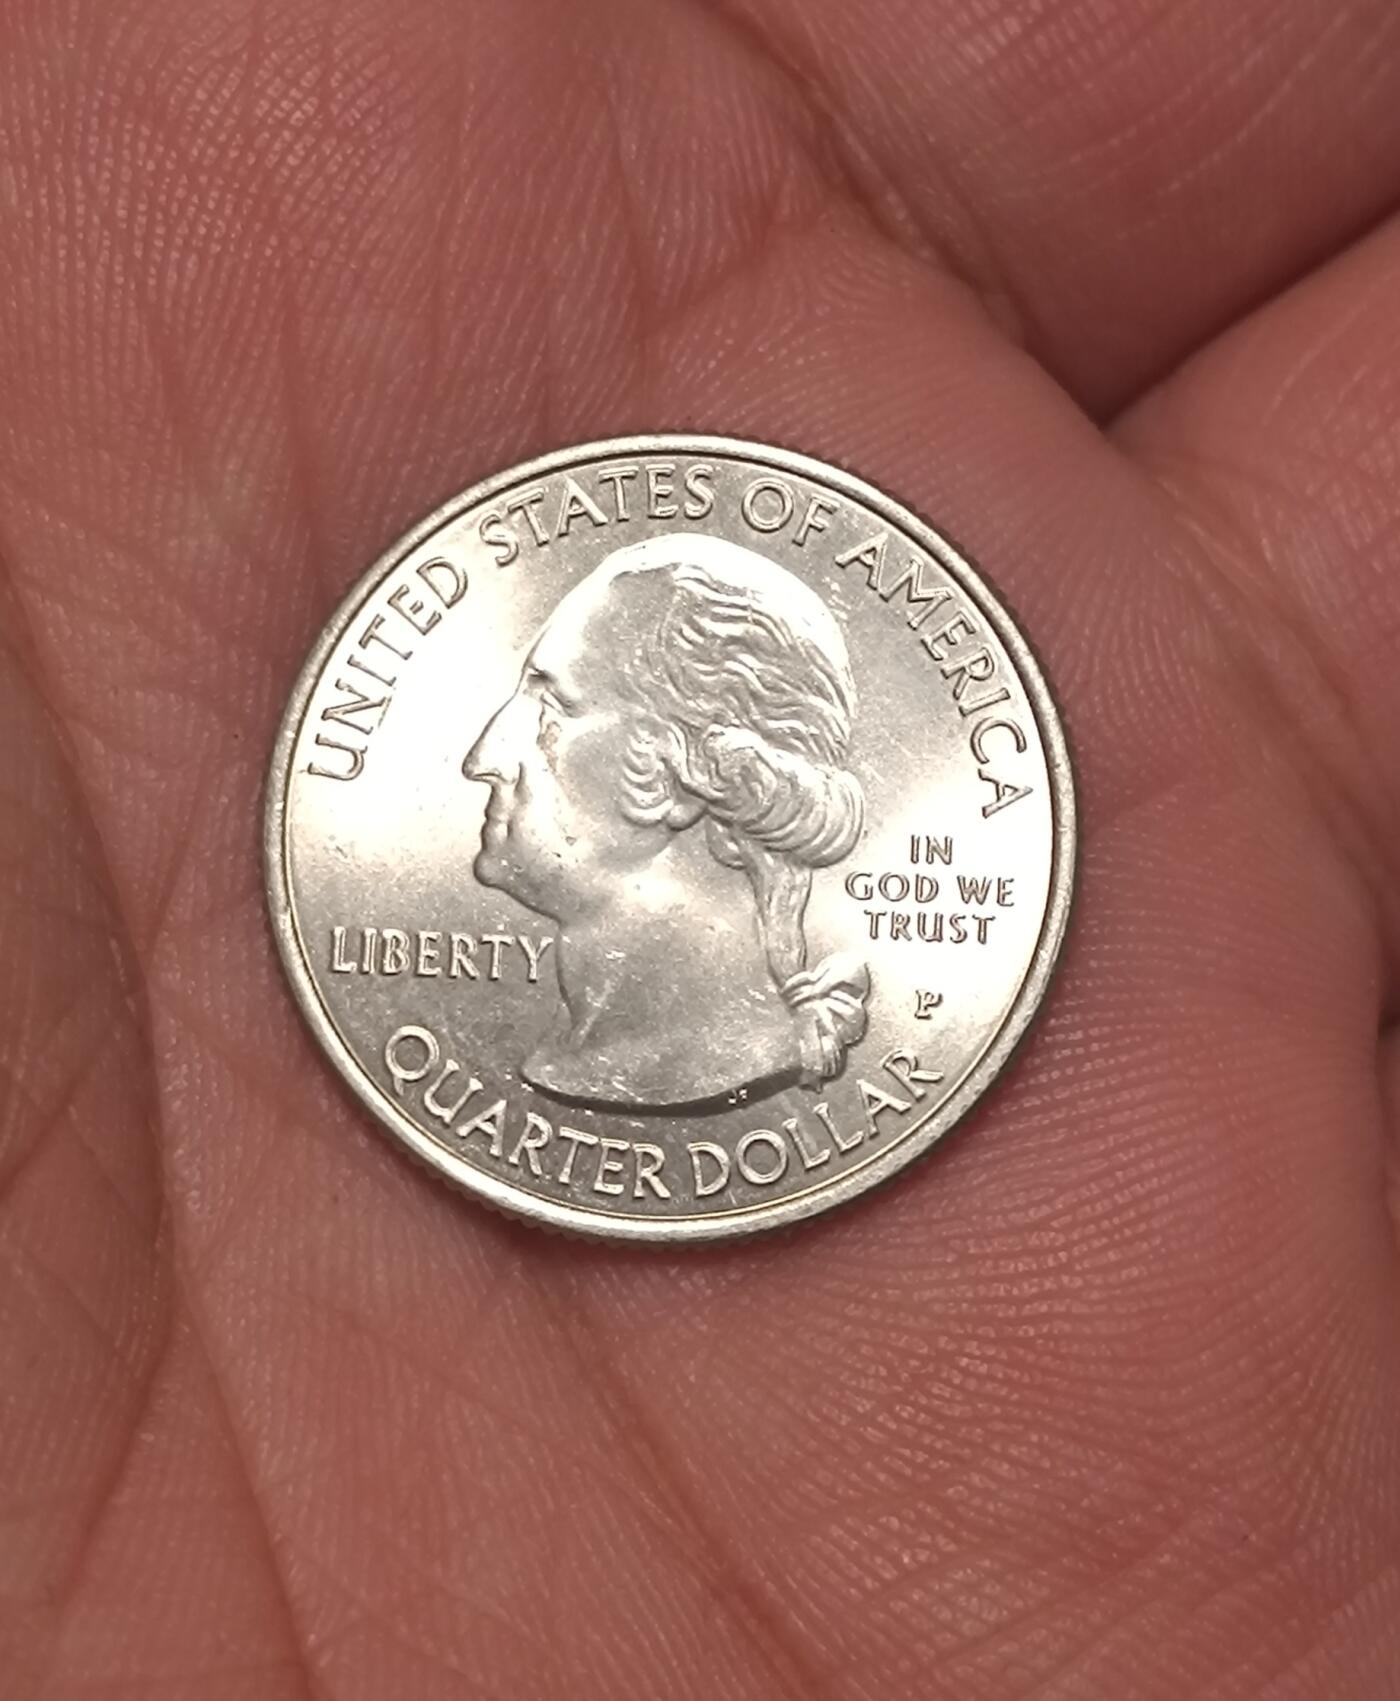 UNITED STATES OF AMERICA
LIBERTY
IN
GOD WE
TRUST
P
QUARTER DOLLAR